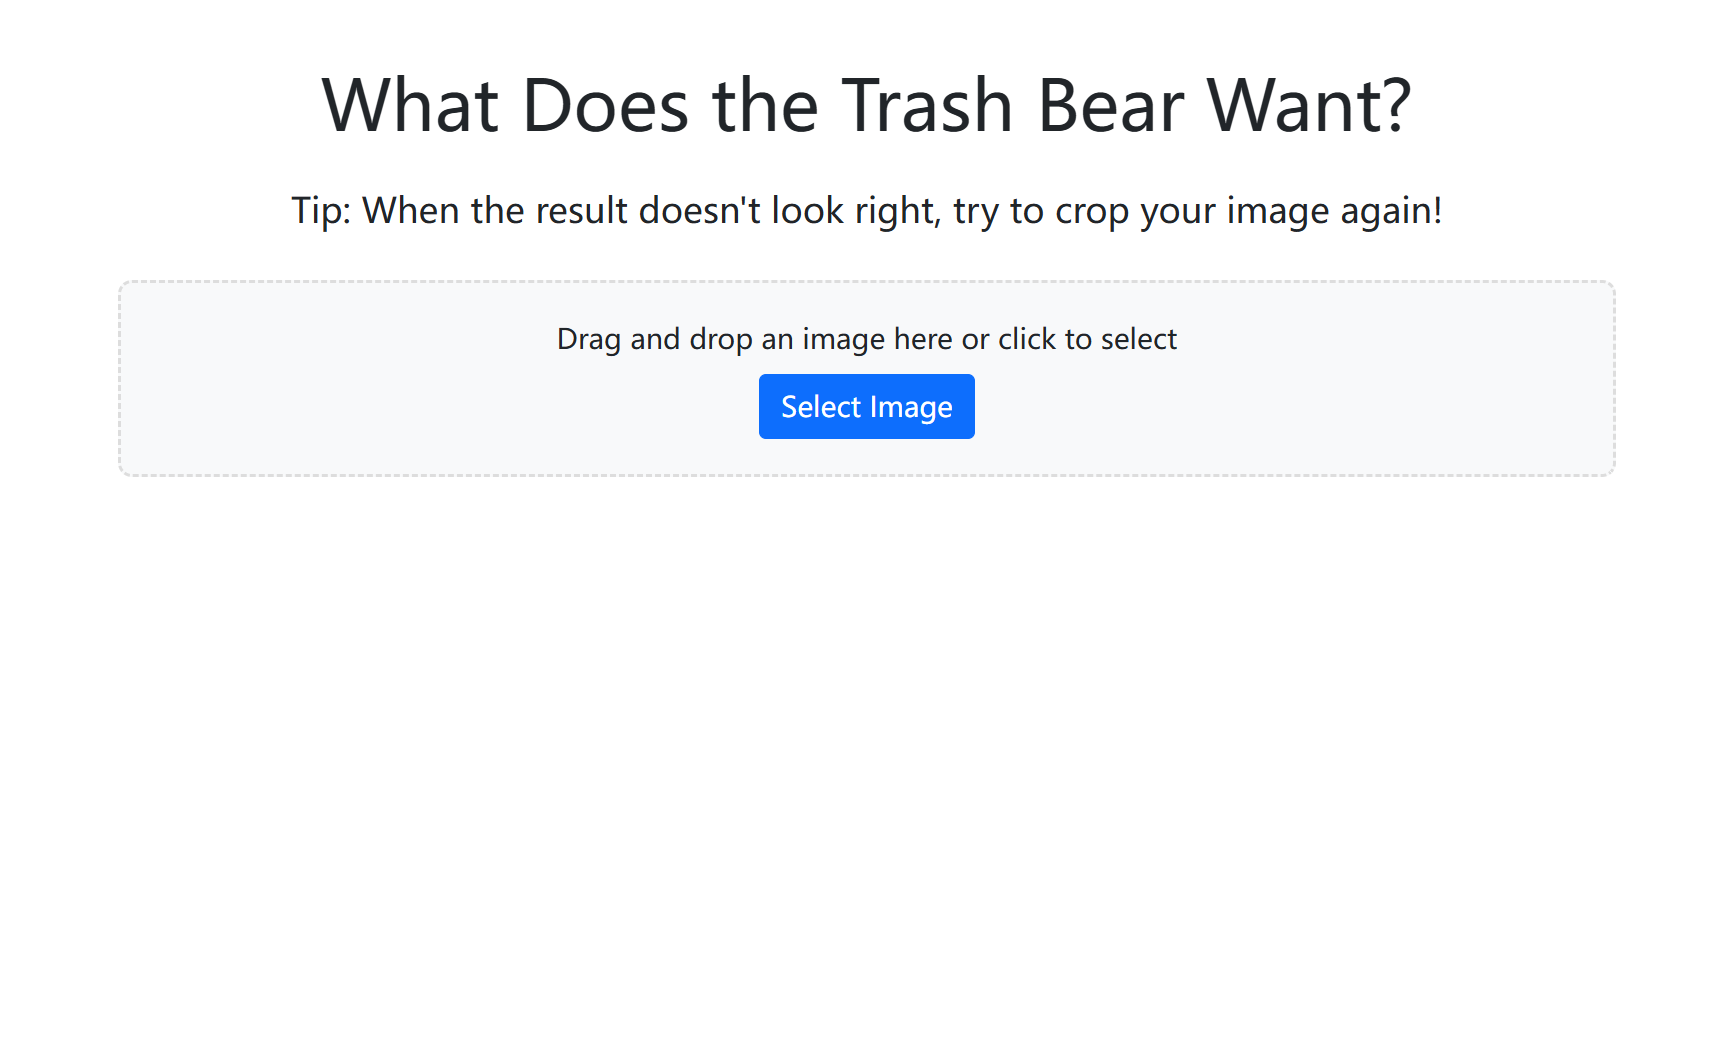 What Does the Trash Bear Want?
Tip: When the result doesn't look right, try to crop your image again!
Drag and drop an image here or click to select
Select Image